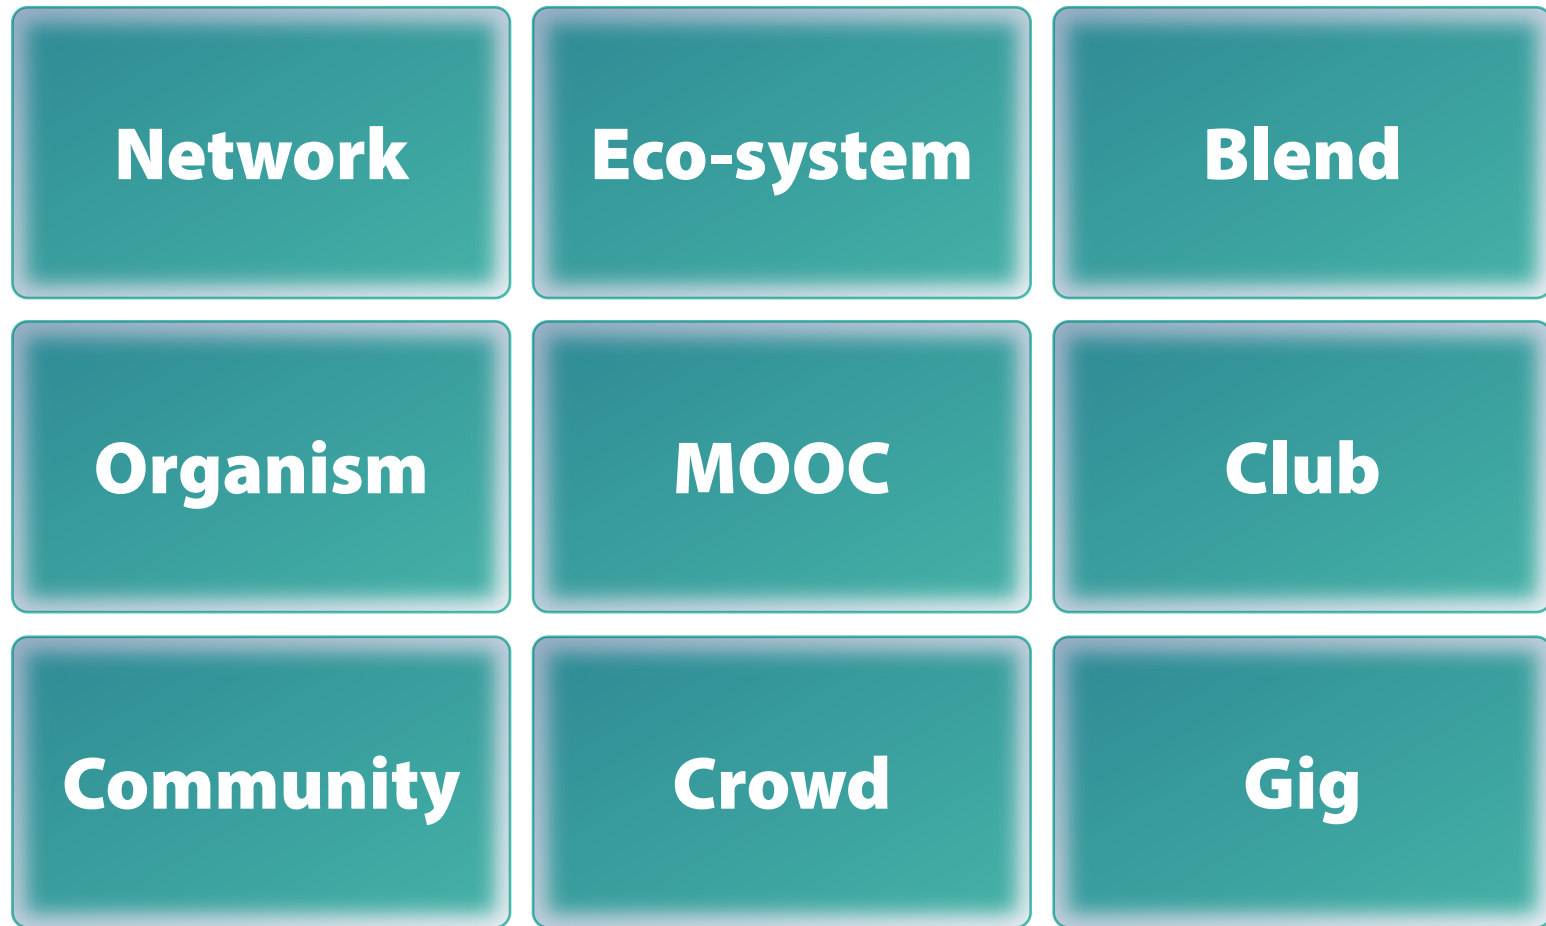 Network
Eco-system
Blend
Organism
MOOC
Club
Community
Crowd
Gig